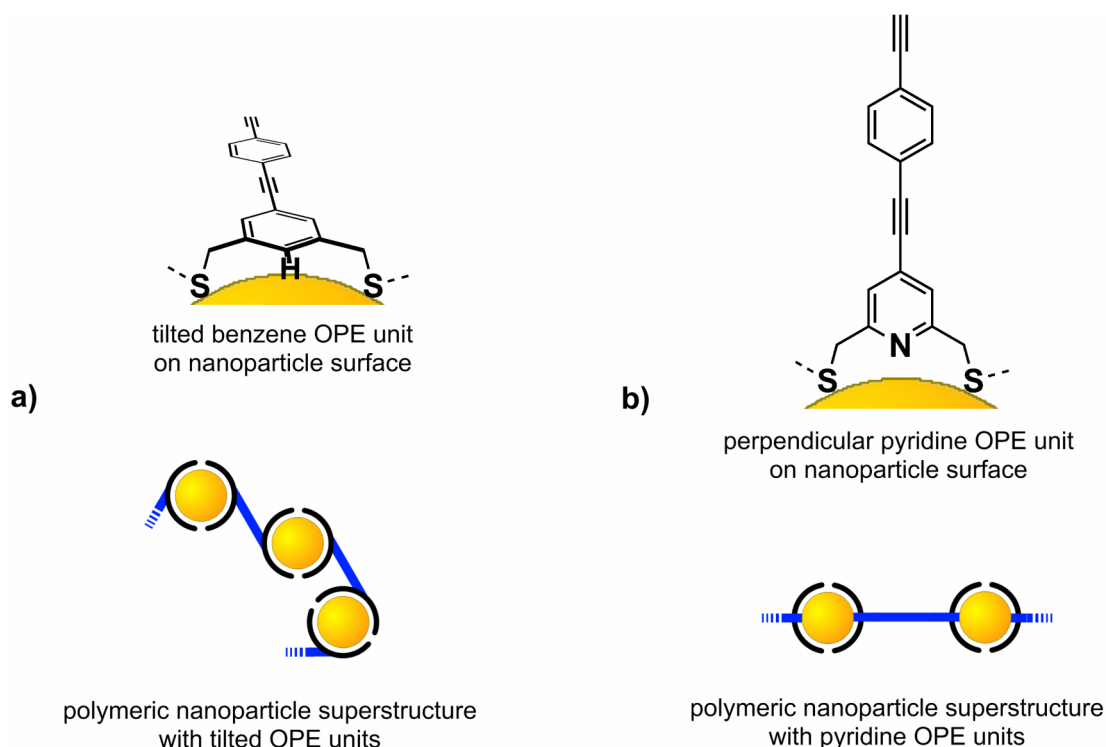 H
S
S
tilted benzene OPE unit
on nanoparticle surface
a)
polymeric nanoparticle superstructure
with tilted OPE units
N
S
S
b)
perpendicular pyridine OPE unit
on nanoparticle surface
polymeric nanoparticle superstructure
with pyridine OPE units